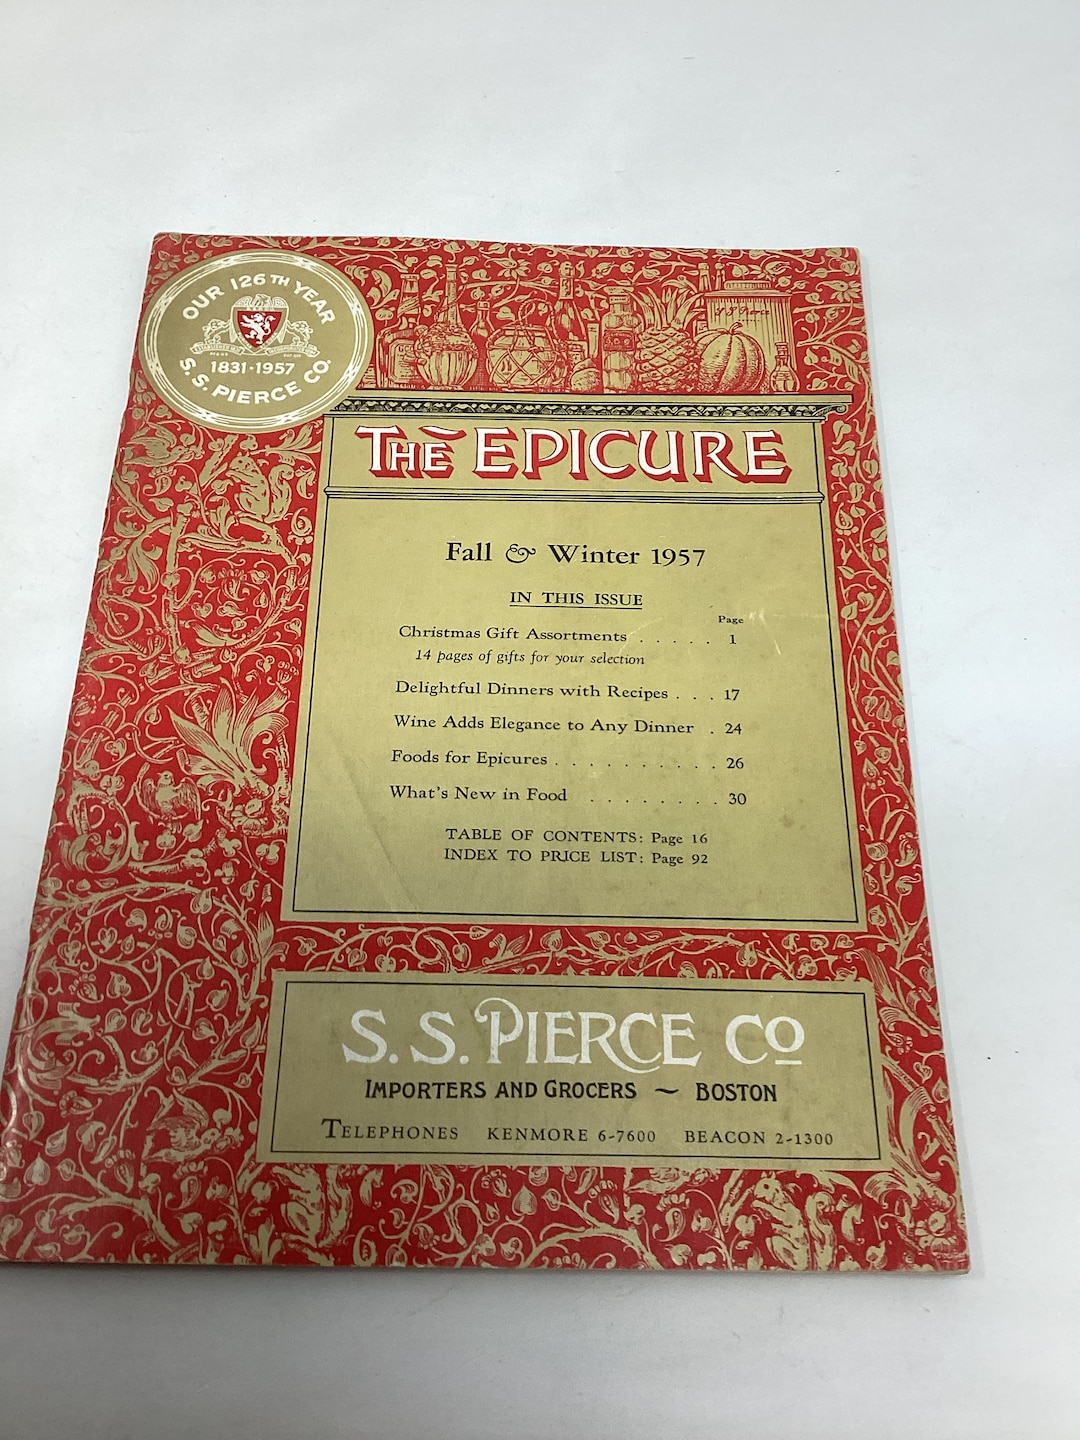 OUR 126TH YEAR
1831·1957
S.S. PIERCE CO.
S.S. Pierce
THE EPICURE
Fall & Winter 1957
IN THIS ISSUE
Page
Christmas Gift Assortments . . . . . 1
14 pages of gifts for your selection
Delightful Dinners with Recipes . . . 17
Wine Adds Elegance to Any Dinner . 24
Foods for Epicures . . . . . . . . . . 26
What's New in Food . . . . . . . . 30
TABLE OF CONTENTS: Page 16
INDEX TO PRICE LIST: Page 92
S. S. PIERCE Co
IMPORTERS AND GROCERS ~ BOSTON
TELEPHONES KENMORE 6-7600 BEACON 2-1300